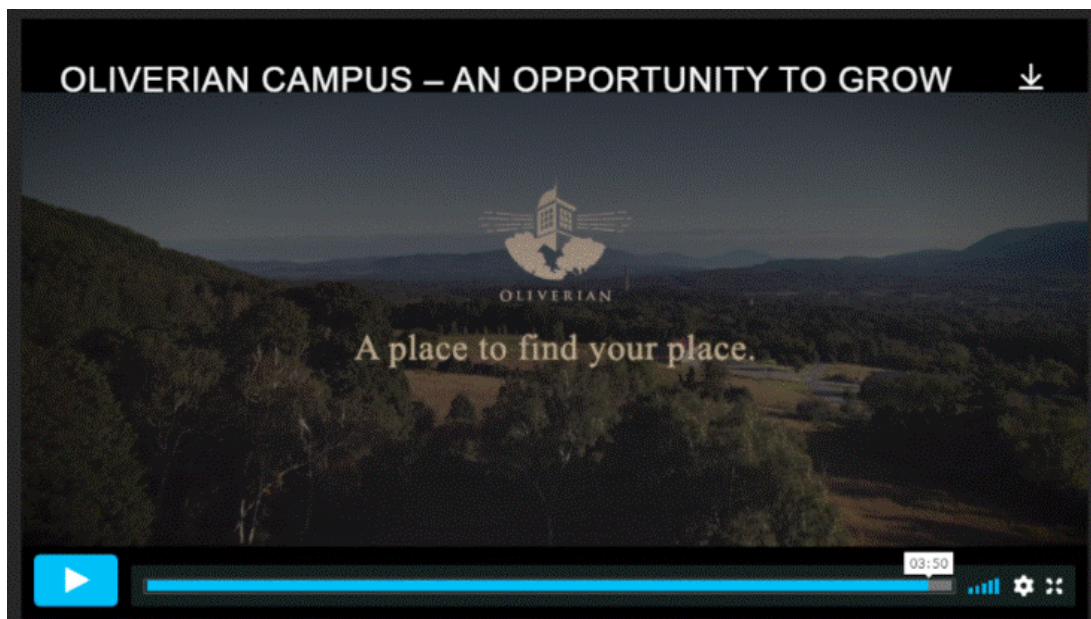 OLIVERIAN CAMPUS – AN OPPORTUNITY TO GROW
OLIVERIAN
A place to find your place.
03:50